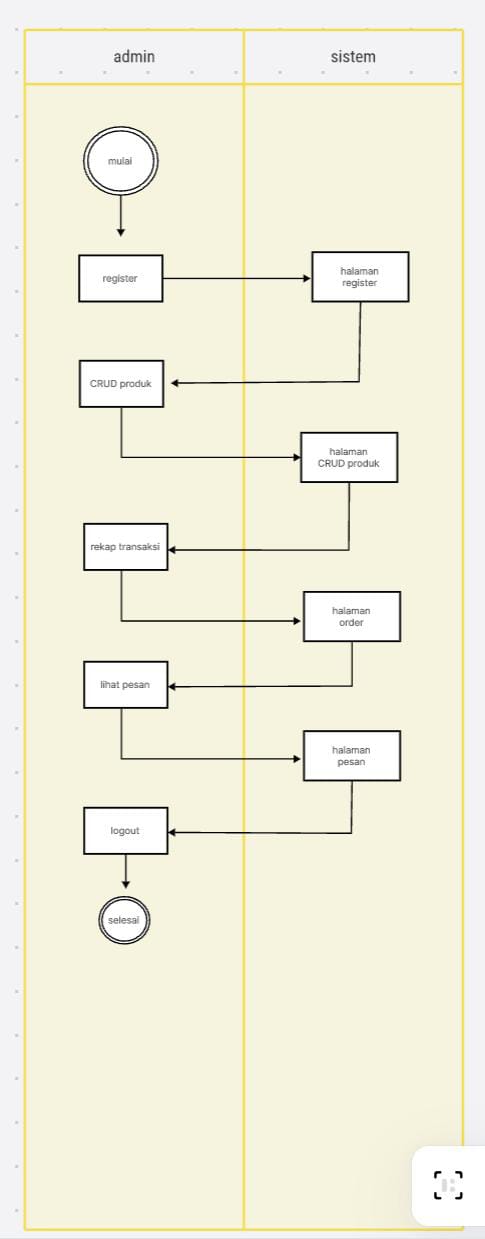 admin
sistem
mulai
register
halaman
register
CRUD produk
halaman
CRUD produk
rekap transaksi
halaman
order
lihat pesan
halaman
pesan
logout
selesai